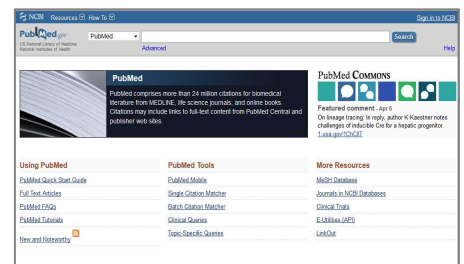 NCBI Resources How To Sign in to NCBI
PubMed.gov
US National Library of Medicine
National Institutes of Health
PubMed
Search
Advanced
Help
PubMed
PubMed comprises more than 24 million citations for biomedical
literature from MEDLINE, life science journals, and online books.
Citations may include links to full-text content from PubMed Central and
publisher web sites.
PubMed Commons
Featured comment - Apr 6
On lineage tracing: In reply, author K Kaestner notes
challenges of inducible Cre for a hepatic progenitor.
1.usa.gov/1ChCIIT
Using PubMed
PubMed Quick Start Guide
Full Text Articles
PubMed FAQs
PubMed Tutorials
New and Noteworthy
PubMed Tools
PubMed Mobile
Single Citation Matcher
Batch Citation Matcher
Clinical Queries
Topic-Specific Queries
More Resources
MeSH Database
Journals in NCBI Databases
Clinical Trials
E-Utilities (API)
LinkOut